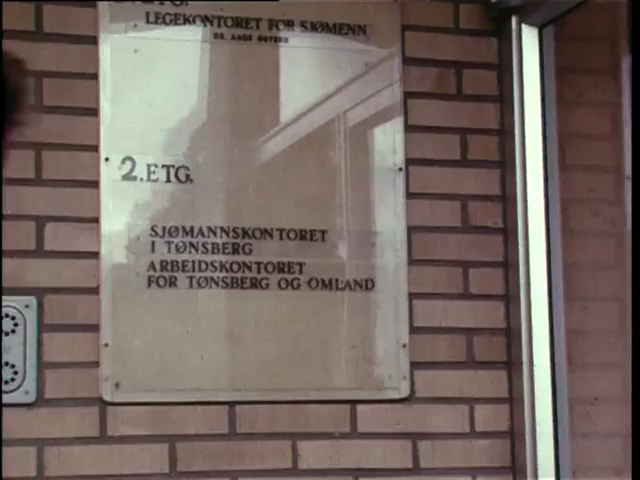 LEGEKONTORET FOR SJØMENN
2. ETG.
SJØMANNSKONTORET
I TØNSBERG
ARBEIDSKONTORET
FOR TØNSBERG OG OMLAND